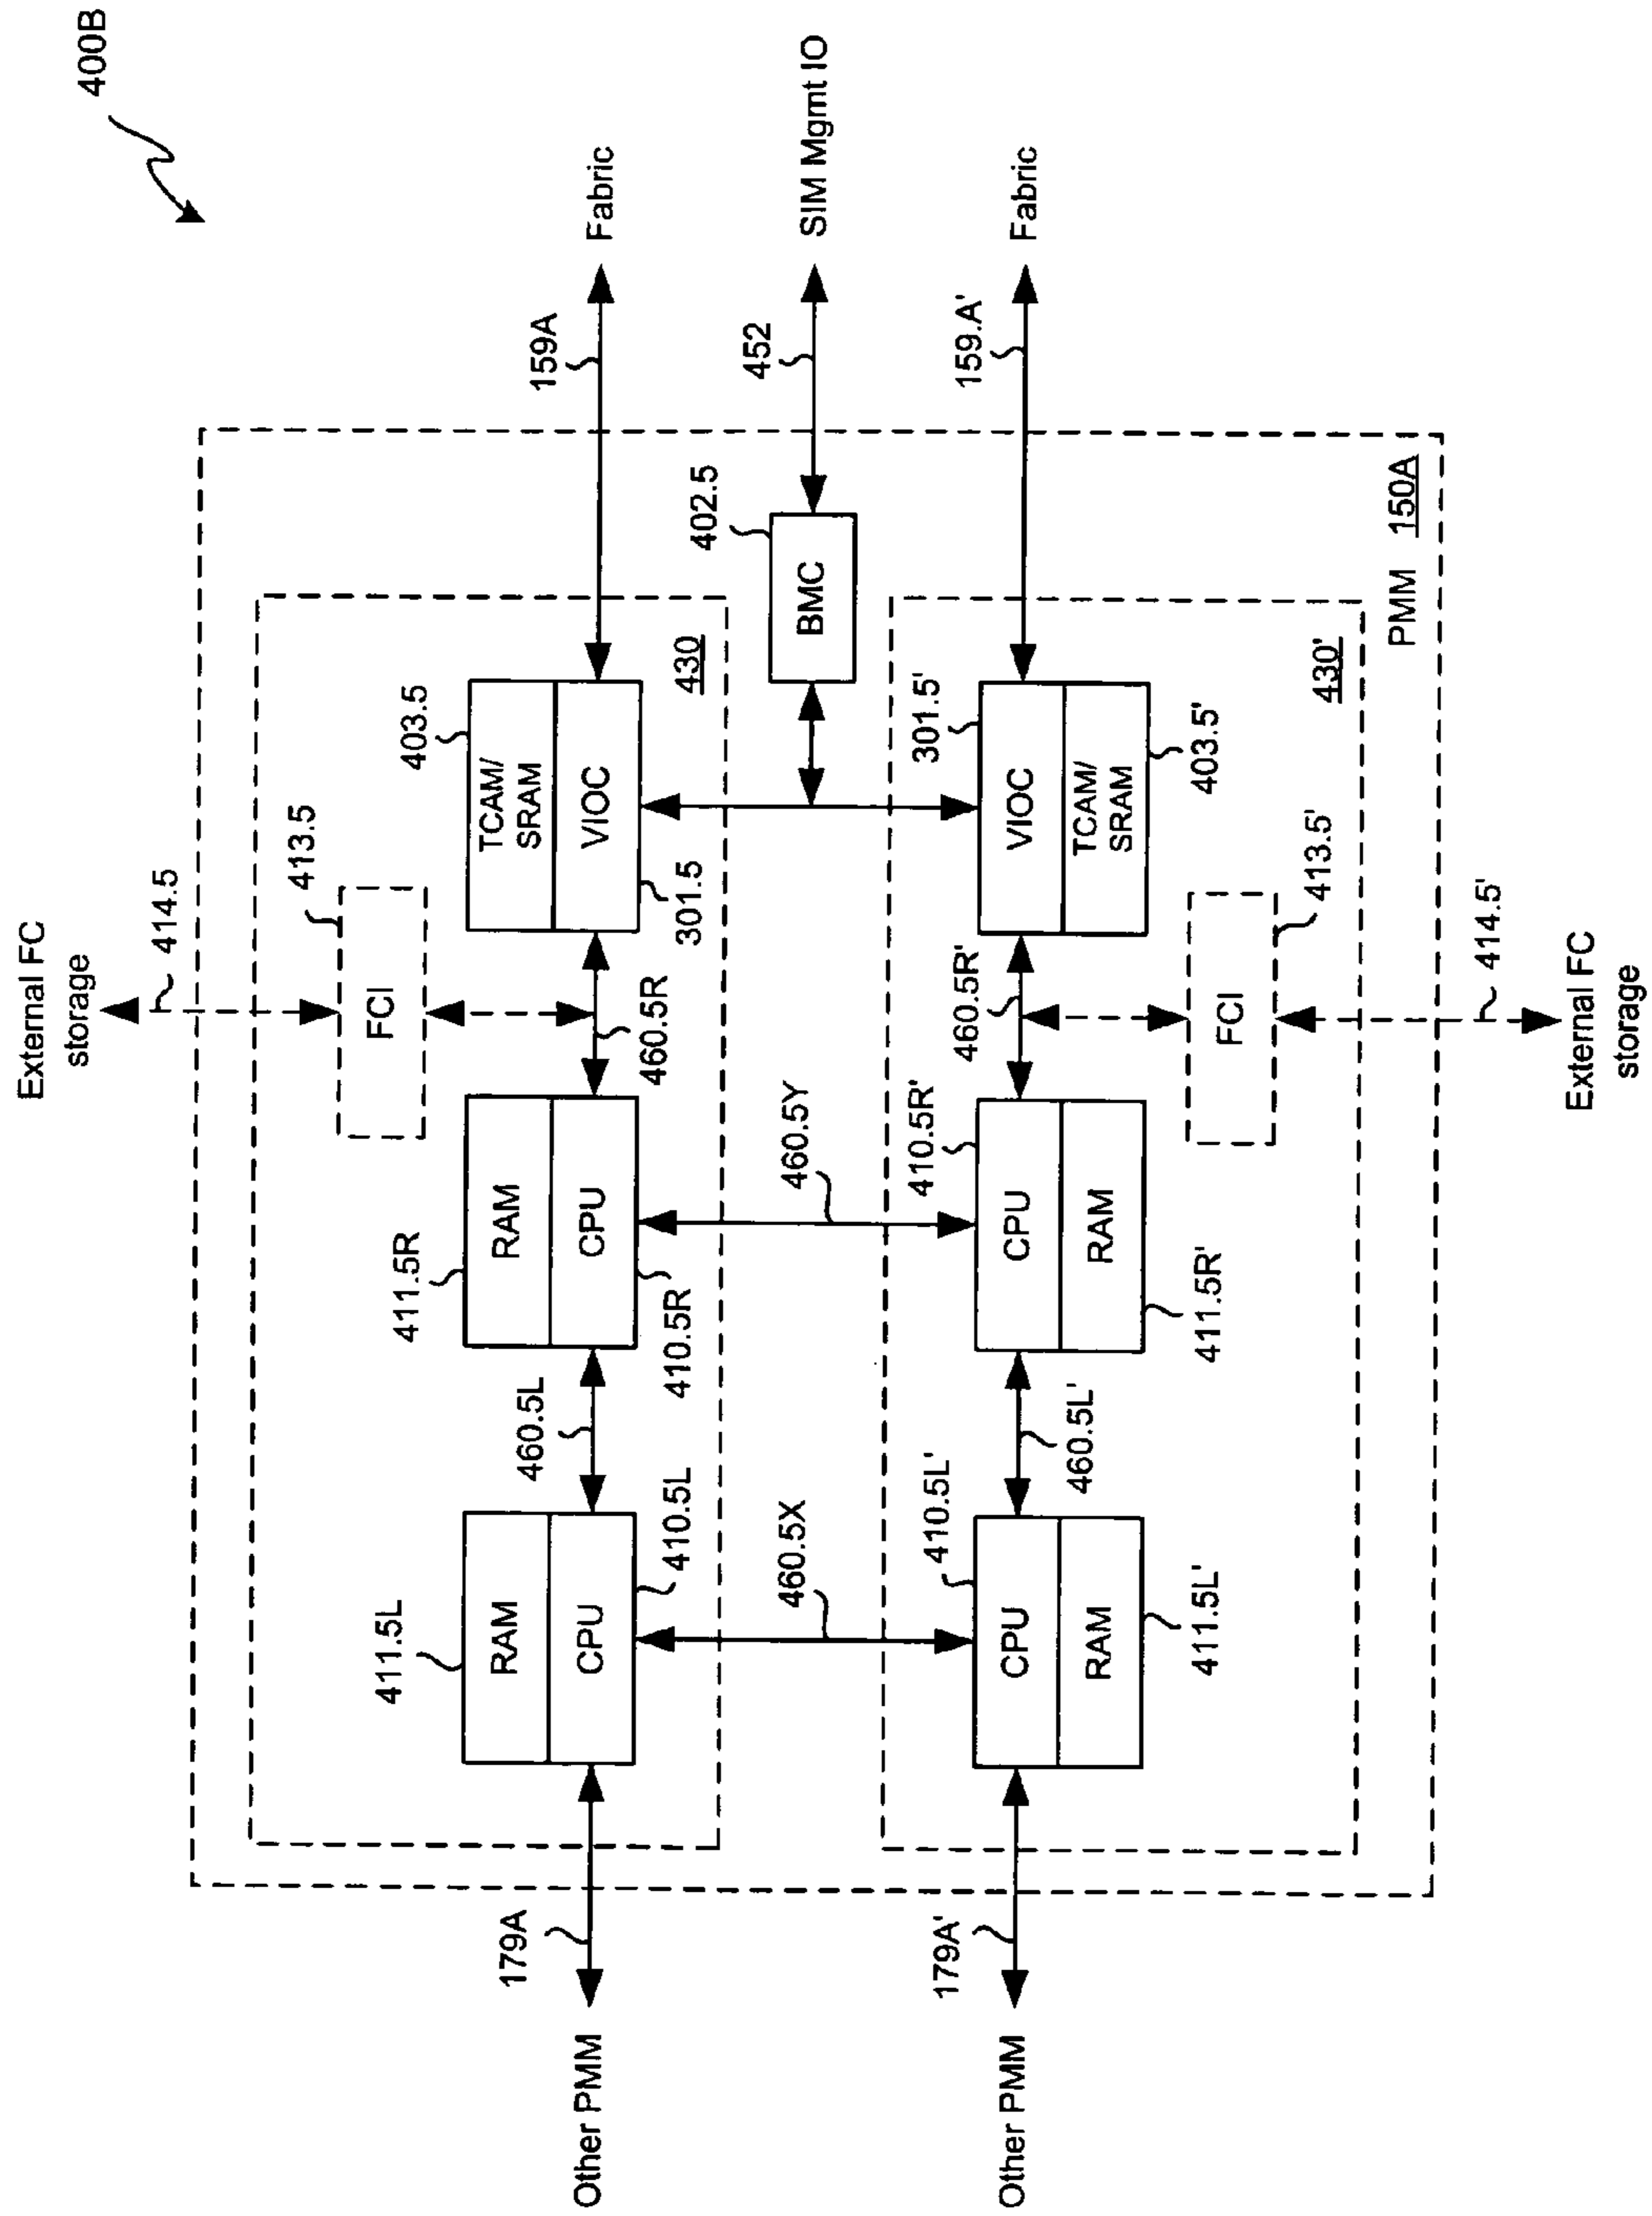 400B
External FC
storage
414.5
413.5
FCI
403.5
TCAM/
SRAM
VIOC
301.5
430
159A
Fabric
460.5R
411.5R
RAM
CPU
410.5R
460.5L
411.5L
RAM
CPU
410.5L
179A
Other PMM
460.5X
460.5Y
402.5
BMC
452
SIM Mgmt IO
410.5L'
CPU
RAM
411.5L'
460.5L'
179A'
Other PMM
410.5R'
CPU
RAM
411.5R'
460.5R'
301.5'
VIOC
TCAM/
SRAM
403.5'
159.A'
Fabric
413.5'
FCI
430'
PMM 150A
414.5'
External FC
storage